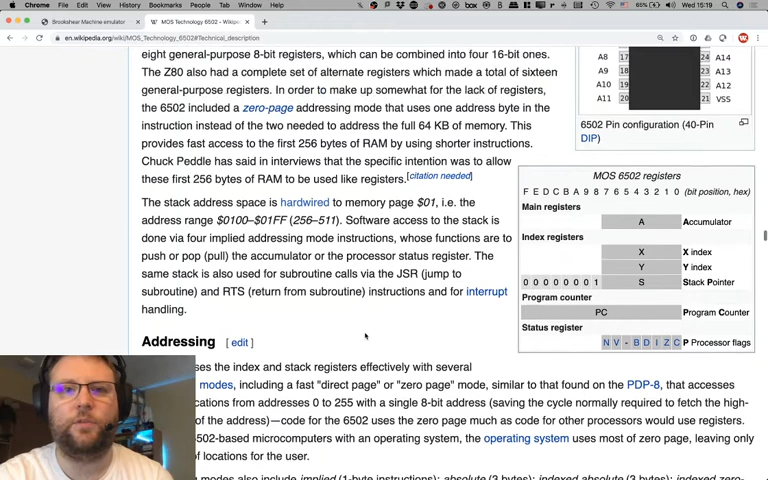 Chrome File Edit View History Bookmarks People Tab Window Help
box
65% Wed 15:19
Brookshear Machine emulator
MOS Technology 6502 - Wikipe
en.wikipedia.org/wiki/MOS_Technology_6502#Technical_description
eight general-purpose 8-bit registers, which can be combined into four 16-bit ones.
The Z80 also had a complete set of alternate registers which made a total of sixteen
general-purpose registers. In order to make up somewhat for the lack of registers,
the 6502 included a zero-page addressing mode that uses one address byte in the
instruction instead of the two needed to address the full 64 KB of memory. This
provides fast access to the first 256 bytes of RAM by using shorter instructions.
Chuck Peddle has said in interviews that the specific intention was to allow
these first 256 bytes of RAM to be used like registers.[citation needed]
The stack address space is hardwired to memory page $01, i.e. the
address range $0100–$01FF (256–511). Software access to the stack is
done via four implied addressing mode instructions, whose functions are to
push or pop (pull) the accumulator or the processor status register. The
same stack is also used for subroutine calls via the JSR (jump to
subroutine) and RTS (return from subroutine) instructions and for interrupt
handling.
Addressing [ edit ]
ses the index and stack registers effectively with several
modes, including a fast "direct page" or "zero page" mode, similar to that found on the PDP-8, that accesses
cations from addresses 0 to 255 with a single 8-bit address (saving the cycle normally required to fetch the high-
of the address)—code for the 6502 uses the zero page much as code for other processors would use registers.
6502-based microcomputers with an operating system, the operating system uses most of zero page, leaving only
of locations for the user.
modes also include implied (1-byte instructions); absolute (3 bytes); indexed absolute (3 bytes); indexed zero-
A8 17 24 A14
A9 18 23 A13
A10 19 22 A12
A11 20 21 VSS
6502 Pin configuration (40-Pin
DIP)
MOS 6502 registers
F E D C B A 9 8 7 6 5 4 3 2 1 0 (bit position, hex)
Main registers
A Accumulator
Index registers
X X index
Y Y index
0 0 0 0 0 0 0 1 S Stack Pointer
Program counter
PC Program Counter
Status register
N V - B D I Z C P Processor flags